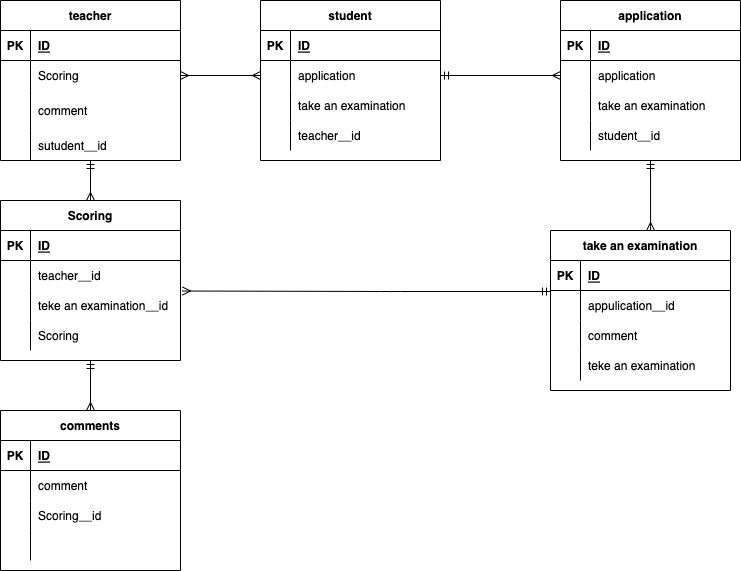 teacher
PK ID
Scoring
comment
sutudent__id
student
PK ID
application
take an examination
teacher__id
application
PK ID
application
take an examination
student__id
Scoring
PK ID
teacher__id
teke an examination__id
Scoring
take an examination
PK ID
appulication__id
comment
teke an examination
comments
PK ID
comment
Scoring__id